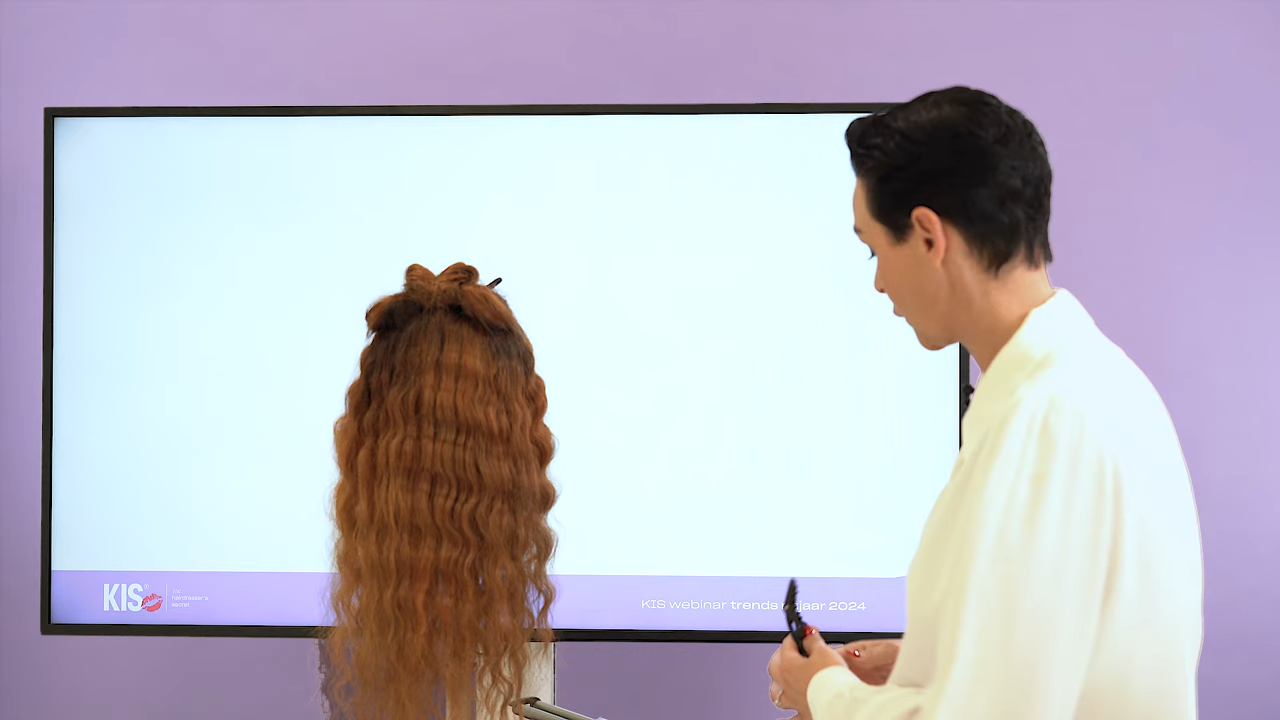 KIS®
the
hairdresser's
secret
KIS webinar trends jaar 2024